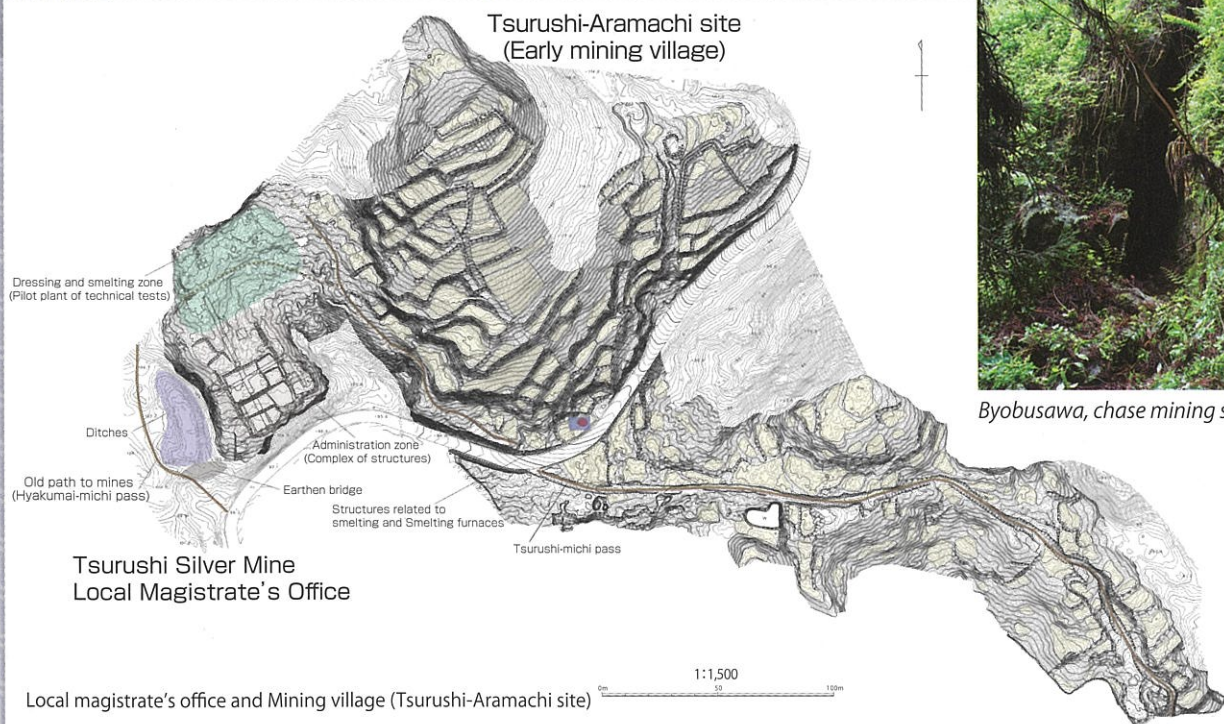 Tsurushi-Aramachi site
(Early mining village)
Dressing and smelting zone
(Pilot plant of technical tests)
Ditches
Old path to mines
(Hyakumai-michi pass)
Administration zone
(Complex of structures)
Earthen bridge
Structures related to
smelting and Smelting furnaces
Tsurushi-michi pass
Tsurushi Silver Mine
Local Magistrate's Office
Byobusawa, chase mining s
1:1,500
0m 50 100m
Local magistrate's office and Mining village (Tsurushi-Aramachi site)